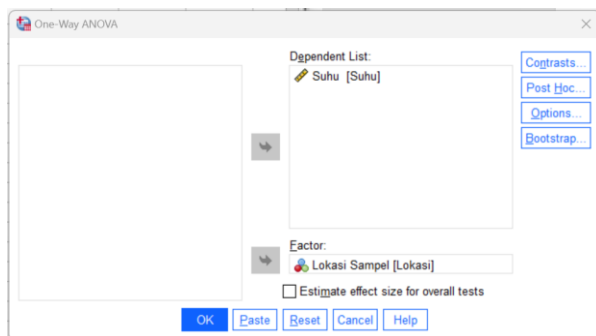 One-Way ANOVA
Dependent List:
Suhu [Suhu]
Contrasts...
Post Hoc...
Options...
Bootstrap...
Factor:
Lokasi Sampel [Lokasi]
Estimate effect size for overall tests
OK Paste Reset Cancel Help